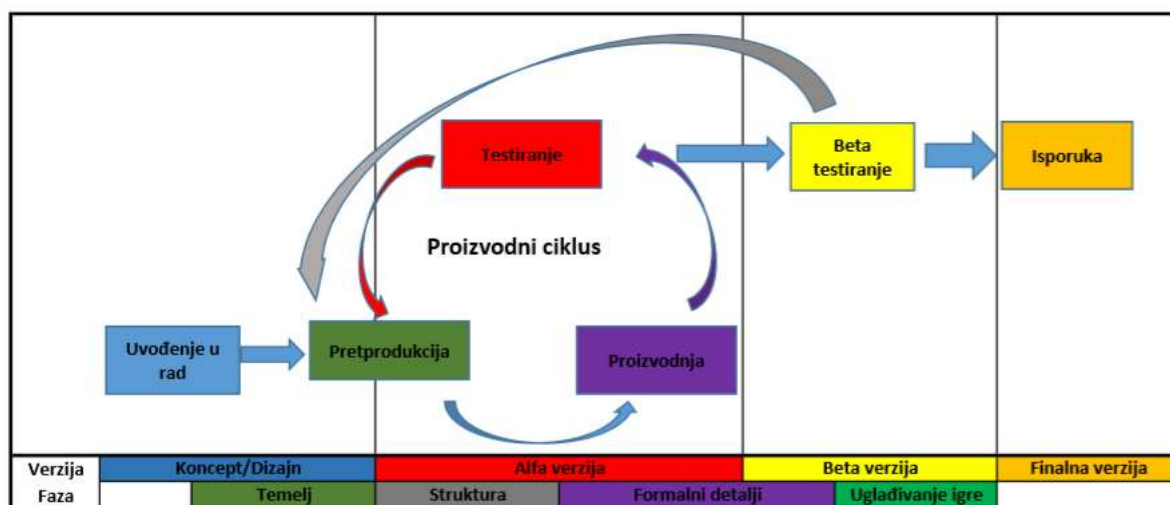 Testiranje
Beta
testiranje
Isporuka
Proizvodni ciklus
Uvođenje u
rad
Pretprodukcija
Proizvodnja
Verzija Koncept/Dizajn Alfa verzija Beta verzija Finalna verzija
Faza Temelj Struktura Formalni detalji Uglađivanje igre